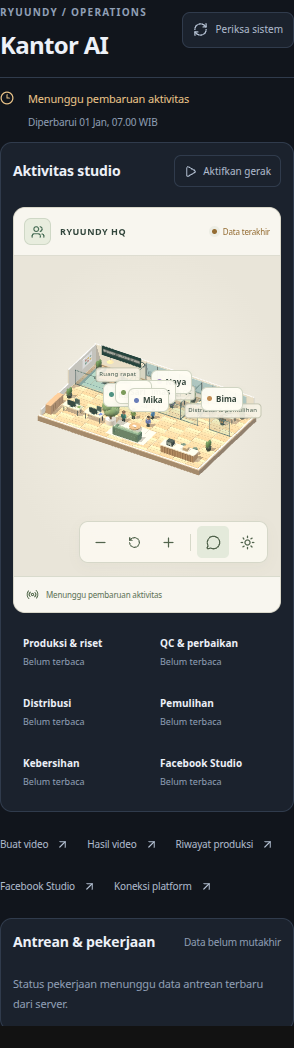 RYUUNDY / OPERATIONS
Kantor AI
Periksa sistem
Menunggu pembaruan aktivitas
Diperbarui 01 Jan, 07.00 WIB
Aktivitas studio
Aktifkan gerak
RYUUNDY HQ
Data terakhir
Ruang rapat
Mika
Bima
Menunggu pembaruan aktivitas
Produksi & riset
Belum terbaca
QC & perbaikan
Belum terbaca
Distribusi
Belum terbaca
Pemulihan
Belum terbaca
Kebersihan
Belum terbaca
Facebook Studio
Belum terbaca
Buat video
Hasil video
Riwayat produksi
Facebook Studio
Koneksi platform
Antrean & pekerjaan
Data belum mutakhir
Status pekerjaan menunggu data antrean terbaru
dari server.